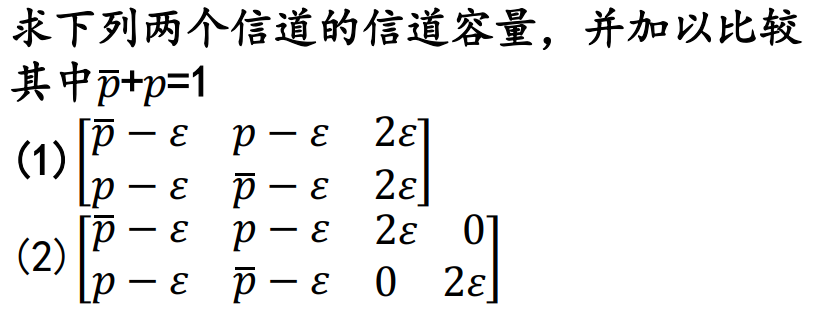 求下列两个信道的信道容量，并加以比较
其中p̅+p=1
(1) [p̅ − ε p − ε 2ε
p − ε p̅ − ε 2ε]
(2) [p̅ − ε p − ε 2ε 0
p − ε p̅ − ε 0 2ε]